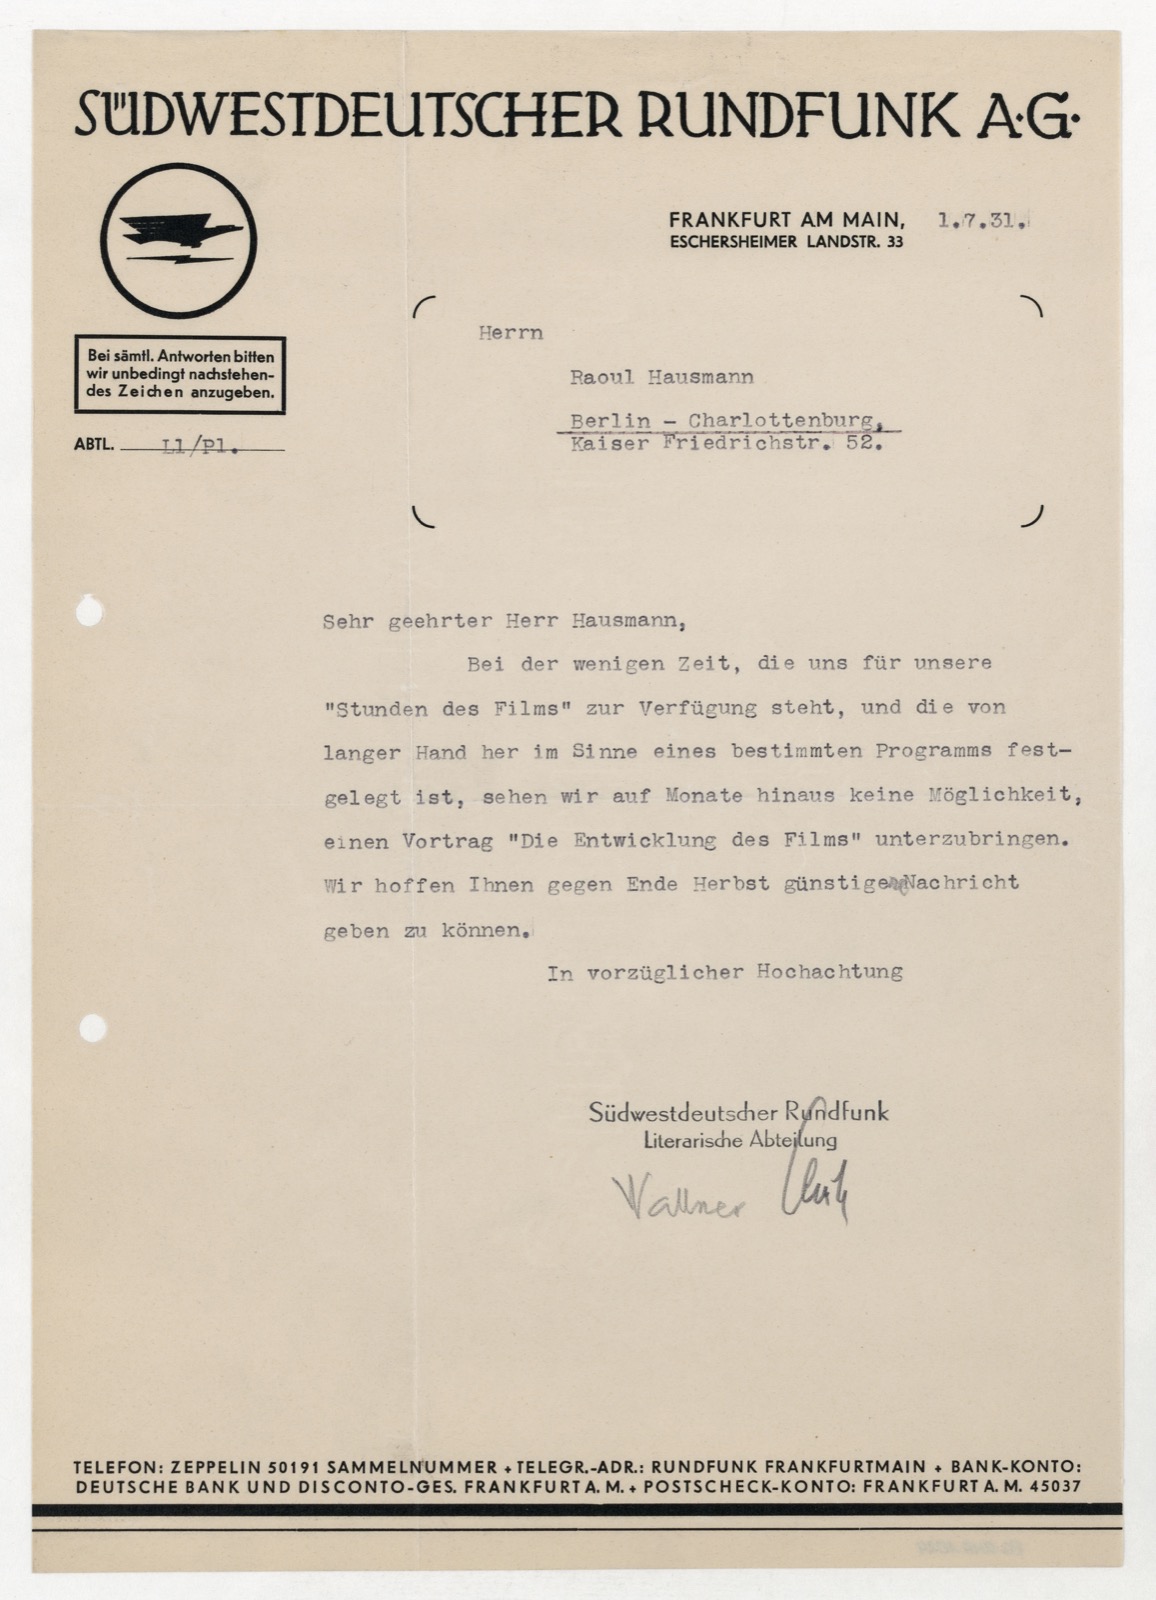 SÜDWESTDEUTSCHER RUNDFUNK A.G.
FRANKFURT AM MAIN, 1.7.31.
ESCHERSHEIMER LANDSTR. 33
Bei sämtl. Antworten bitten
wir unbedingt nachstehen-
des Zeichen anzugeben.
ABTL. Ll/Pl.
Herrn
Raoul Hausmann
Berlin - Charlottenburg,
Kaiser Friedrichstr. 52.
Sehr geehrter Herr Hausmann,
Bei der wenigen Zeit, die uns für unsere
"Stunden des Films" zur Verfügung steht, und die von
langer Hand her im Sinne eines bestimmten Programms fest-
gelegt ist, sehen wir auf Monate hinaus keine Möglichkeit,
einen Vortrag "Die Entwicklung des Films" unterzubringen.
Wir hoffen Ihnen gegen Ende Herbst günstige Nachricht
geben zu können.
In vorzüglicher Hochachtung
Südwestdeutscher Rundfunk
Literarische Abteilung
TELEFON: ZEPPELIN 50191 SAMMELNUMMER + TELEGR.-ADR.: RUNDFUNK FRANKFURTMAIN + BANK-KONTO:
DEUTSCHE BANK UND DISCONTO-GES. FRANKFURT A. M. + POSTSCHECK-KONTO: FRANKFURT A. M. 45037